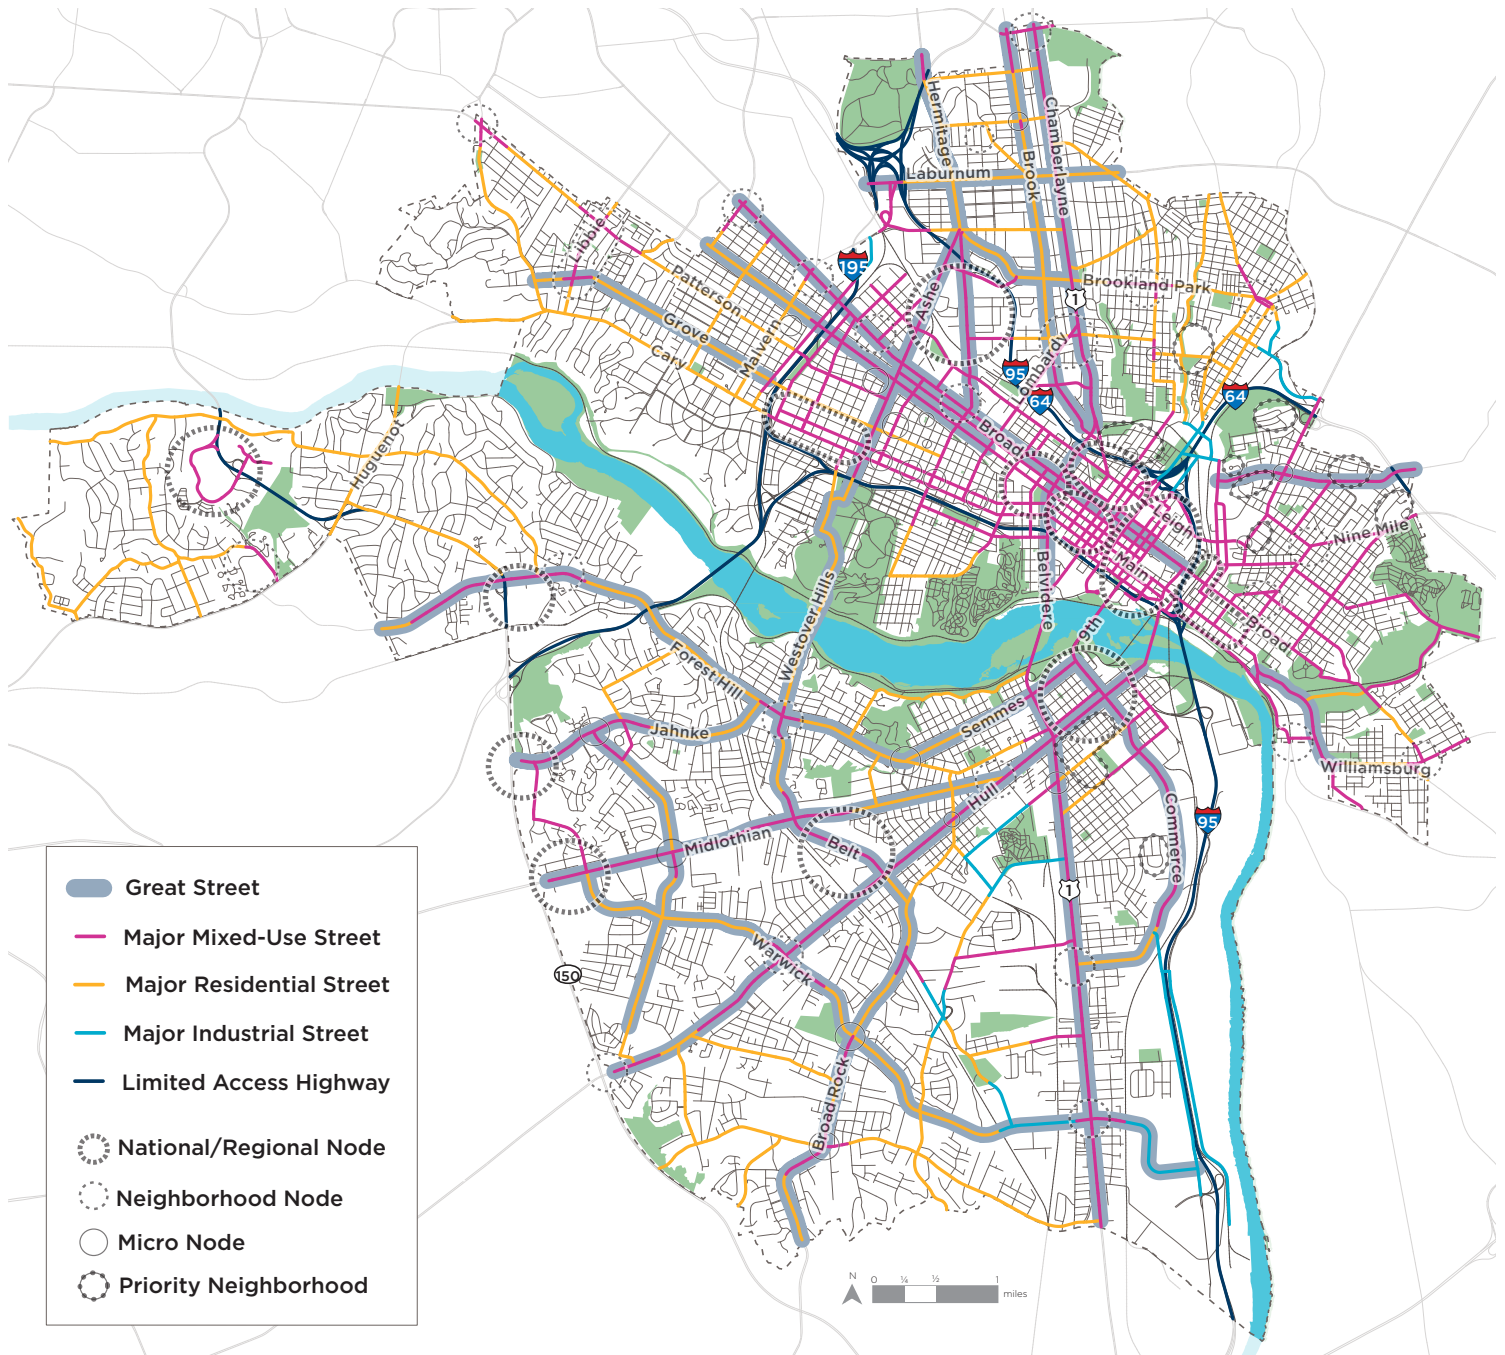 Hermitage
Chamberlayne
Brook
Laburnum
Libbie
195
Patterson
Ashe
Brookland Park
1
Grove
Malvern
Cary
Lombardy
95
64
64
Broad
Huguenot
Leigh
Nine Mile
Main
Belvidere
Westover Hills
9th
Broad
Forest Hill
Semmes
Jahnke
Williamsburg
Hull
Commerce
95
Midlothian
Belt
1
Warwick
150
Broad Rock
Great Street
Major Mixed-Use Street
Major Residential Street
Major Industrial Street
Limited Access Highway
National/Regional Node
Neighborhood Node
Micro Node
Priority Neighborhood
N
0 ¼ ½ 1
miles